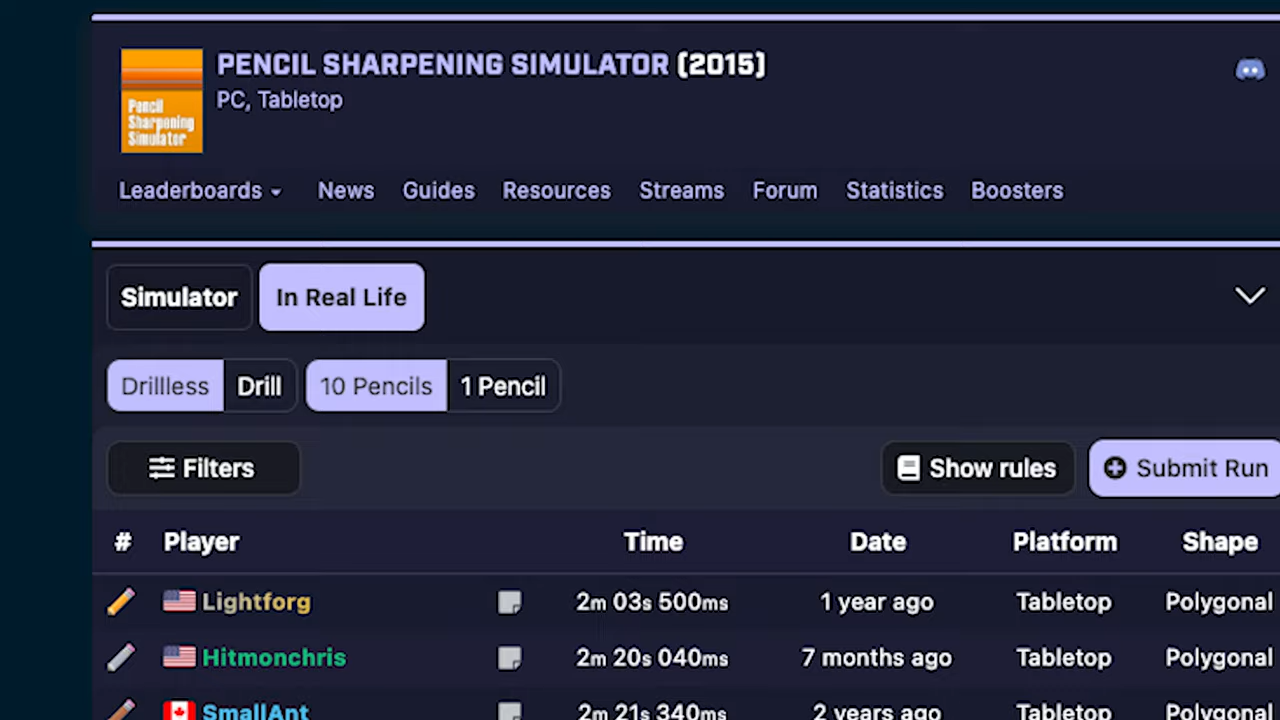 PENCIL SHARPENING SIMULATOR (2015)
PC, Tabletop
Pencil
Sharpening
Simulator
Leaderboards News Guides Resources Streams Forum Statistics Boosters
Simulator In Real Life
Drillless Drill 10 Pencils 1 Pencil
Filters Show rules Submit Run
# Player Time Date Platform Shape
Lightforg 2m 03s 500ms 1 year ago Tabletop Polygonal
Hitmonchris 2m 20s 040ms 7 months ago Tabletop Polygonal
SmallAnt 2m 21s 340ms 2 years ago Tabletop Polygonal